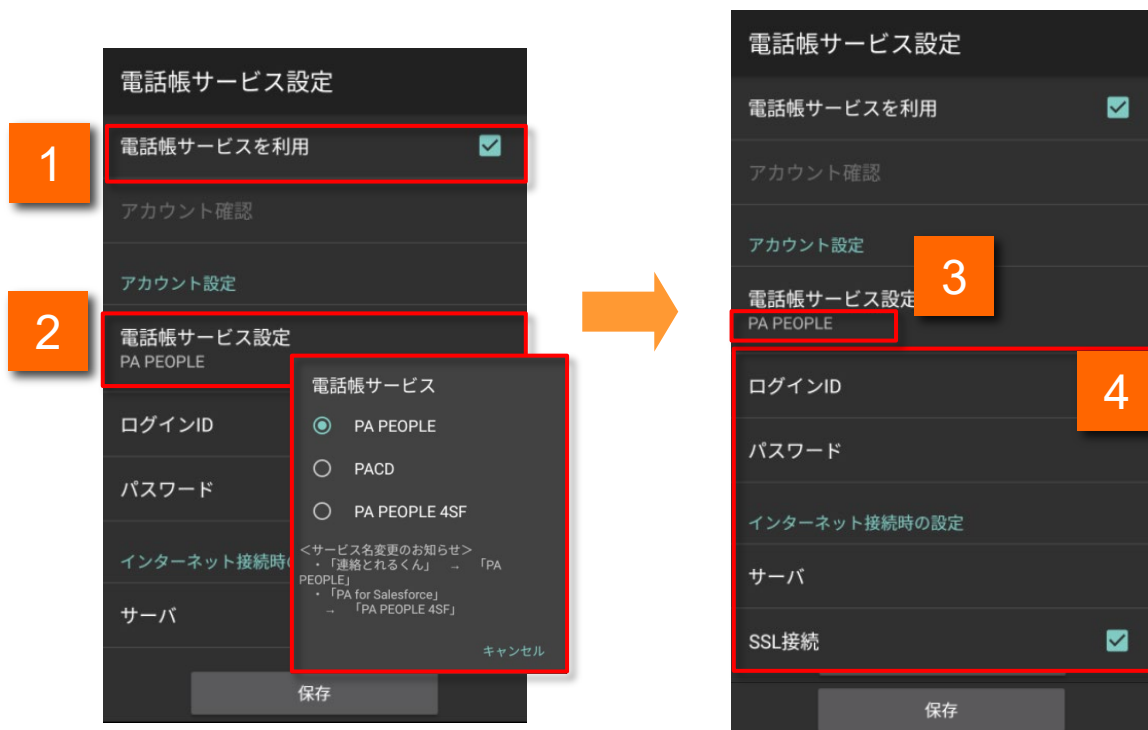 電話帳サービス設定
1
電話帳サービスを利用
アカウント確認
アカウント設定
2
電話帳サービス設定
PA PEOPLE
ログインID
パスワード
インターネット接続時
サーバ
保存
電話帳サービス
PA PEOPLE
PACD
PA PEOPLE 4SF
<サービス名変更のお知らせ>
・「連絡とれるくん」 → 「PA
PEOPLE」
・「PA for Salesforce」
→ 「PA PEOPLE 4SF」
キャンセル
電話帳サービス設定
電話帳サービスを利用
アカウント確認
アカウント設定
3
電話帳サービス設定
PA PEOPLE
4
ログインID
パスワード
インターネット接続時の設定
サーバ
SSL接続
保存